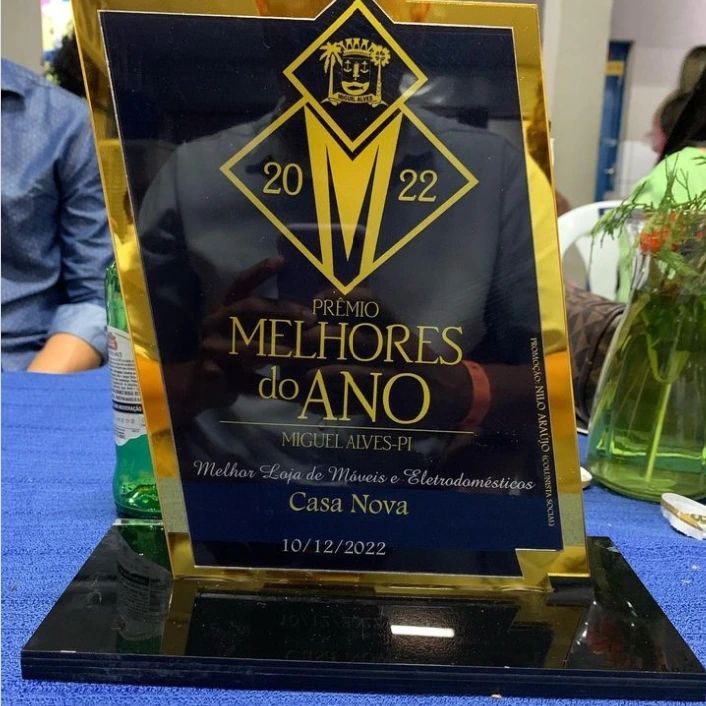 MIGUEL ALVES
20 22
PRÊMIO
MELHORES
do ANO
MIGUEL ALVES-PI
Melhor Loja de Móveis e Eletrodomésticos
Casa Nova
10/12/2022
PROMOÇÃO: NILO ARAÚJO (COLUNISTA SOCIAL)